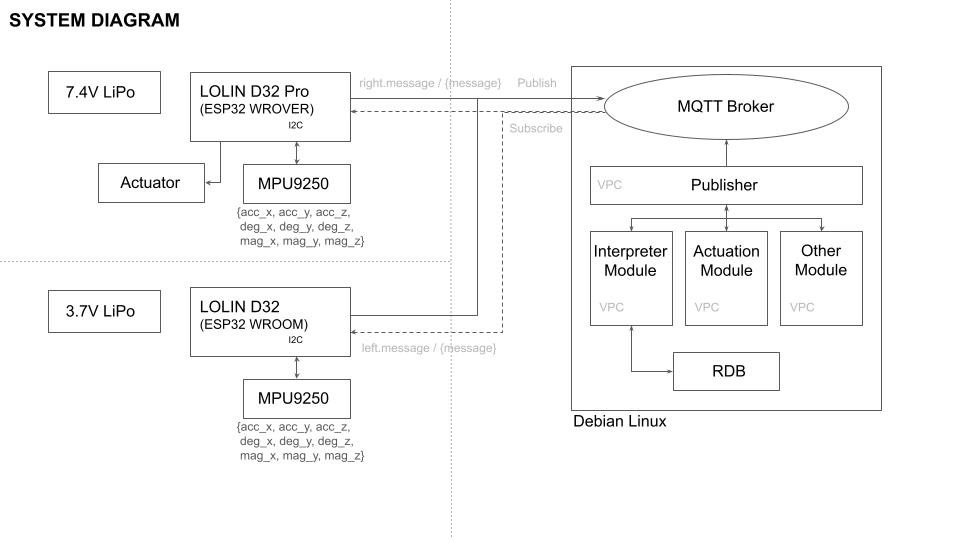 SYSTEM DIAGRAM
7.4V LiPo
LOLIN D32 Pro
(ESP32 WROVER)
I2C
Actuator
MPU9250
{acc_x, acc_y, acc_z,
deg_x, deg_y, deg_z,
mag_x, mag_y, mag_z}
right.message / {message}
Publish
Subscribe
3.7V LiPo
LOLIN D32
(ESP32 WROOM)
I2C
MPU9250
{acc_x, acc_y, acc_z,
deg_x, deg_y, deg_z,
mag_x, mag_y, mag_z}
left.message / {message}
MQTT Broker
VPC
Publisher
Interpreter
Module
VPC
Actuation
Module
VPC
Other
Module
VPC
RDB
Debian Linux